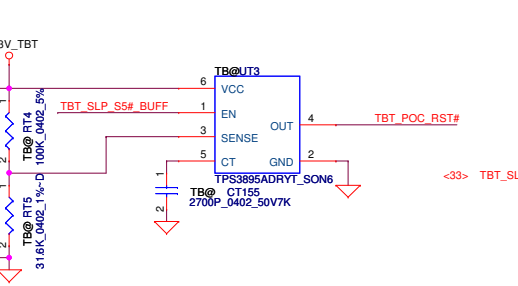 3V_TBT
TB@UT3
6 VCC
TBT_SLP_S5# BUFF
1 EN
3 SENSE
OUT 4
TBT_POC_RST#
5 CT
GND 2
TPS3895ADRYT_SON6
<33> TBT_SL
1
2
TB@ CT155
2700P_0402_50V7K
1
2
TB@ RT4
100K_0402_5%
1
2
TB@ RT5
31.6K_0402_1%~D